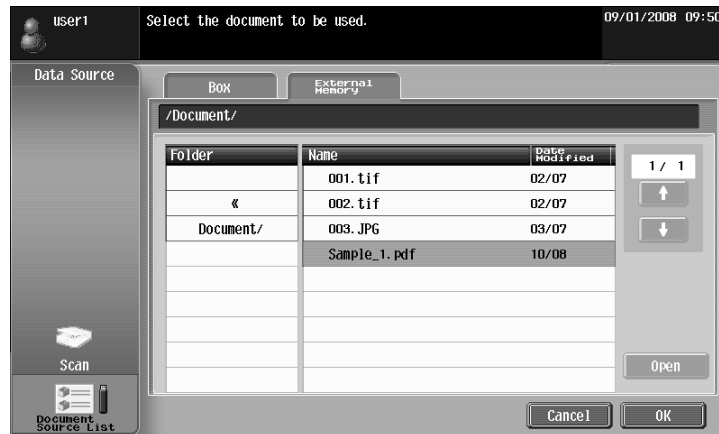 user1
Select the document to be used.
09/01/2008 09:50
Data Source
Box
External
Memory
/Document/
Folder
Name
Date
Modified
1/ 1
001.tif 02/07
« 002.tif 02/07
Document/ 003.JPG 03/07
Sample_1.pdf 10/08
Scan
Open
Document
Source List
Cancel
OK